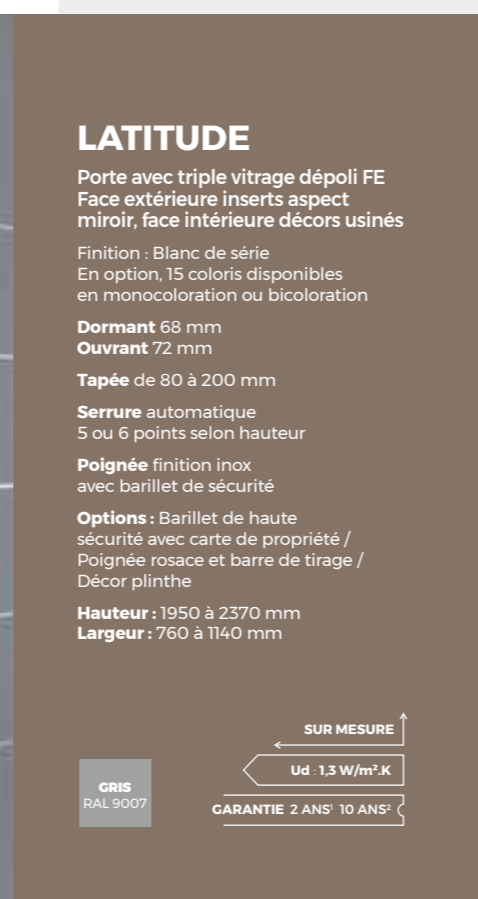 LATITUDE
Porte avec triple vitrage dépoli FE
Face extérieure inserts aspect
miroir, face intérieure décors usinés
Finition : Blanc de série
En option, 15 coloris disponibles
en monocoloration ou bicoloration
Dormant 68 mm
Ouvrant 72 mm
Tapée de 80 à 200 mm
Serrure automatique
5 ou 6 points selon hauteur
Poignée finition inox
avec barillet de sécurité
Options : Barillet de haute
sécurité avec carte de propriété /
Poignée rosace et barre de tirage /
Décor plinthe
Hauteur : 1950 à 2370 mm
Largeur : 760 à 1140 mm
SUR MESURE
Ud : 1,3 W/m².K
GRIS
RAL 9007
GARANTIE 2 ANS¹ 10 ANS²